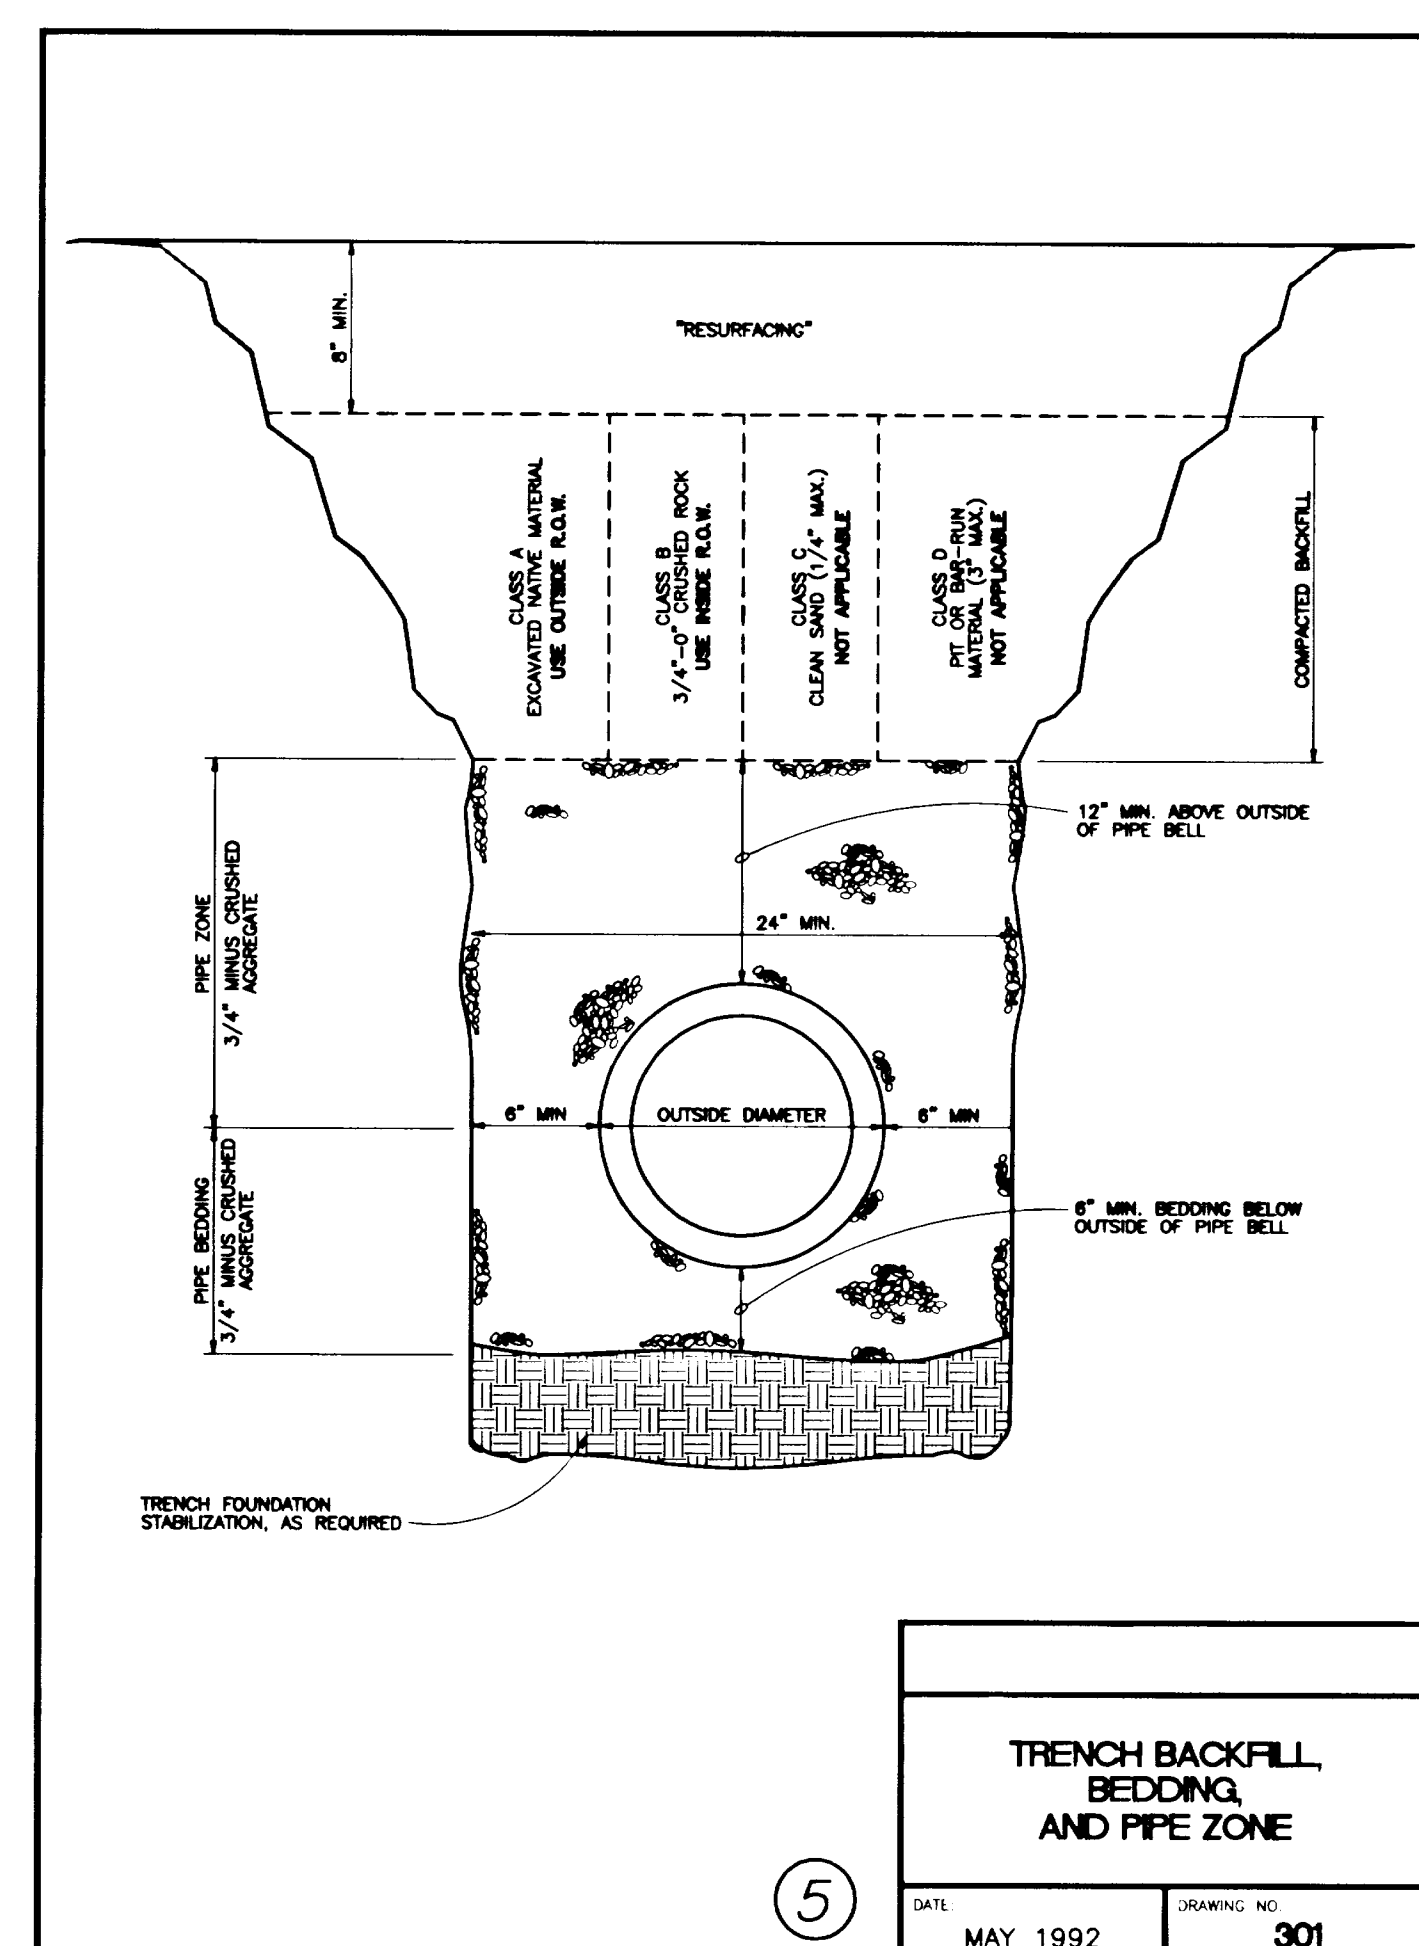 "RESURFACING"
8" MIN.
CLASS A
EXCAVATED NATIVE MATERIAL
USE OUTSIDE R.O.W.
CLASS B
3/4"-0" CRUSHED ROCK
USE INSIDE R.O.W.
CLASS C
CLEAN SAND (1/4" MAX.)
NOT APPLICABLE
CLASS D
PIT OR BAR-RUN
MATERIAL (3" MAX.)
NOT APPLICABLE
COMPACTED BACKFILL
12" MIN. ABOVE OUTSIDE
OF PIPE BELL
PIPE ZONE
3/4" MINUS CRUSHED
AGGREGATE
24" MIN.
6" MIN
OUTSIDE DIAMETER
6" MIN
PIPE BEDDING
3/4" MINUS CRUSHED
AGGREGATE
6" MIN. BEDDING BELOW
OUTSIDE OF PIPE BELL
TRENCH FOUNDATION
STABILIZATION, AS REQUIRED
TRENCH BACKFILL,
BEDDING,
AND PIPE ZONE
5
DATE:
MAY 1992
DRAWING NO.
301